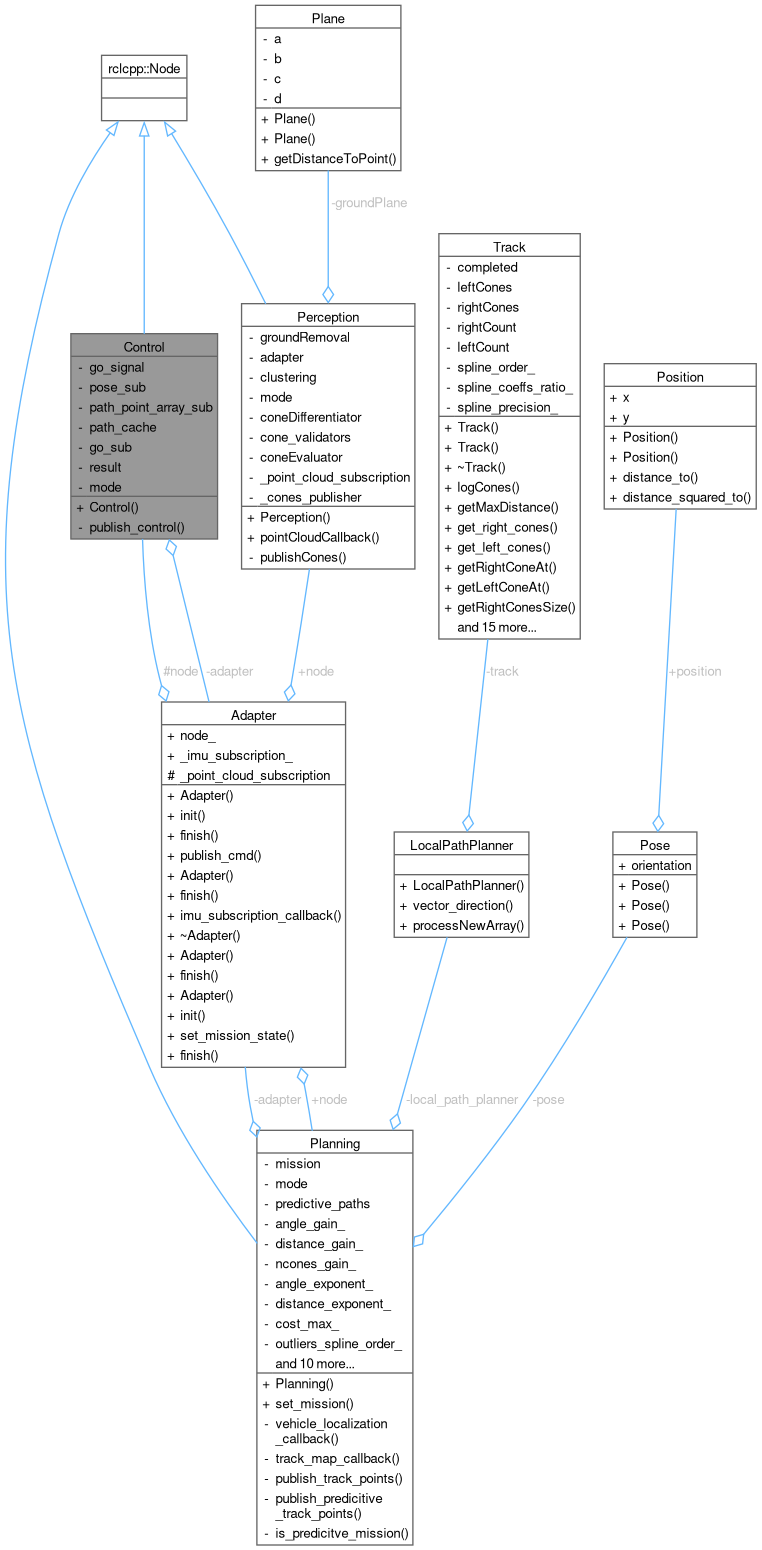 Plane
- a
- b
- c
- d
+ Plane()
+ Plane()
+ getDistanceToPoint()
rclcpp::Node
-groundPlane
Track
- completed
- leftCones
- rightCones
- rightCount
- leftCount
- spline_order_
- spline_coeffs_ratio_
- spline_precision_
+ Track()
+ Track()
+ ~Track()
+ logCones()
+ getMaxDistance()
+ get_right_cones()
+ get_left_cones()
+ getRightConeAt()
+ getLeftConeAt()
+ getRightConesSize()
and 15 more...
Perception
- groundRemoval
- adapter
- clustering
- mode
- coneDifferentiator
- cone_validators
- coneEvaluator
- _point_cloud_subscription
- _cones_publisher
+ Perception()
+ pointCloudCallback()
- publishCones()
Control
- go_signal
- pose_sub
- path_point_array_sub
- path_cache
- go_sub
- result
- mode
+ Control()
- publish_control()
Position
+ x
+ y
+ Position()
+ Position()
+ distance_to()
+ distance_squared_to()
#node
-adapter
+node
-track
+position
Adapter
+ node_
+ _imu_subscription_
# _point_cloud_subscription
+ Adapter()
+ init()
+ finish()
+ publish_cmd()
+ Adapter()
+ finish()
+ imu_subscription_callback()
+ ~Adapter()
+ Adapter()
+ finish()
+ Adapter()
+ init()
+ set_mission_state()
+ finish()
LocalPathPlanner
+ LocalPathPlanner()
+ vector_direction()
+ processNewArray()
Pose
+ orientation
+ Pose()
+ Pose()
+ Pose()
-adapter
+node
-local_path_planner
-pose
Planning
- mission
- mode
- predictive_paths
- angle_gain_
- distance_gain_
- ncones_gain_
- angle_exponent_
- distance_exponent_
- cost_max_
- outliers_spline_order_
and 10 more...
+ Planning()
+ set_mission()
- vehicle_localization
_callback()
- track_map_callback()
- publish_track_points()
- publish_predicitive
_track_points()
- is_predicitve_mission()